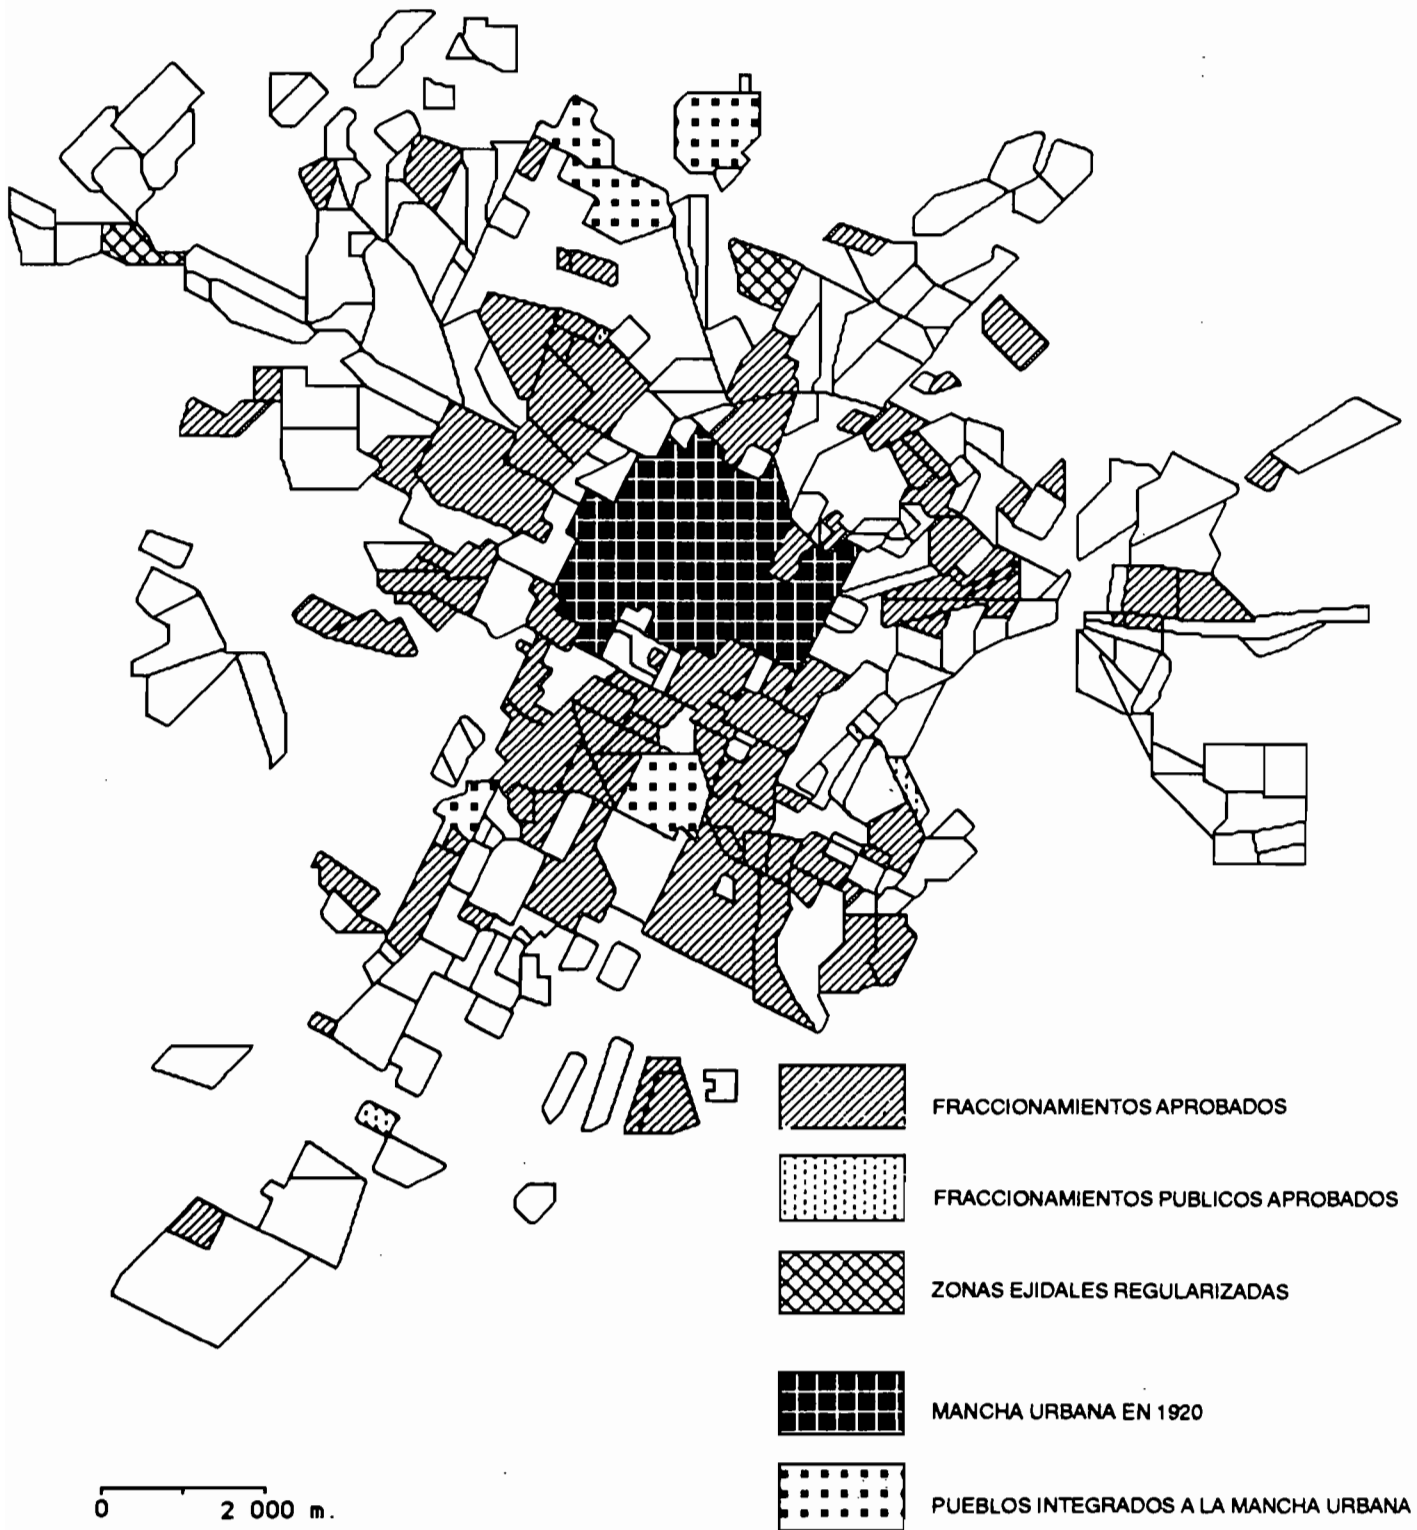 FRACCIONAMIENTOS APROBADOS
FRACCIONAMIENTOS PUBLICOS APROBADOS
ZONAS EJIDALES REGULARIZADAS
MANCHA URBANA EN 1920
PUEBLOS INTEGRADOS A LA MANCHA URBANA
0 2 000 m.